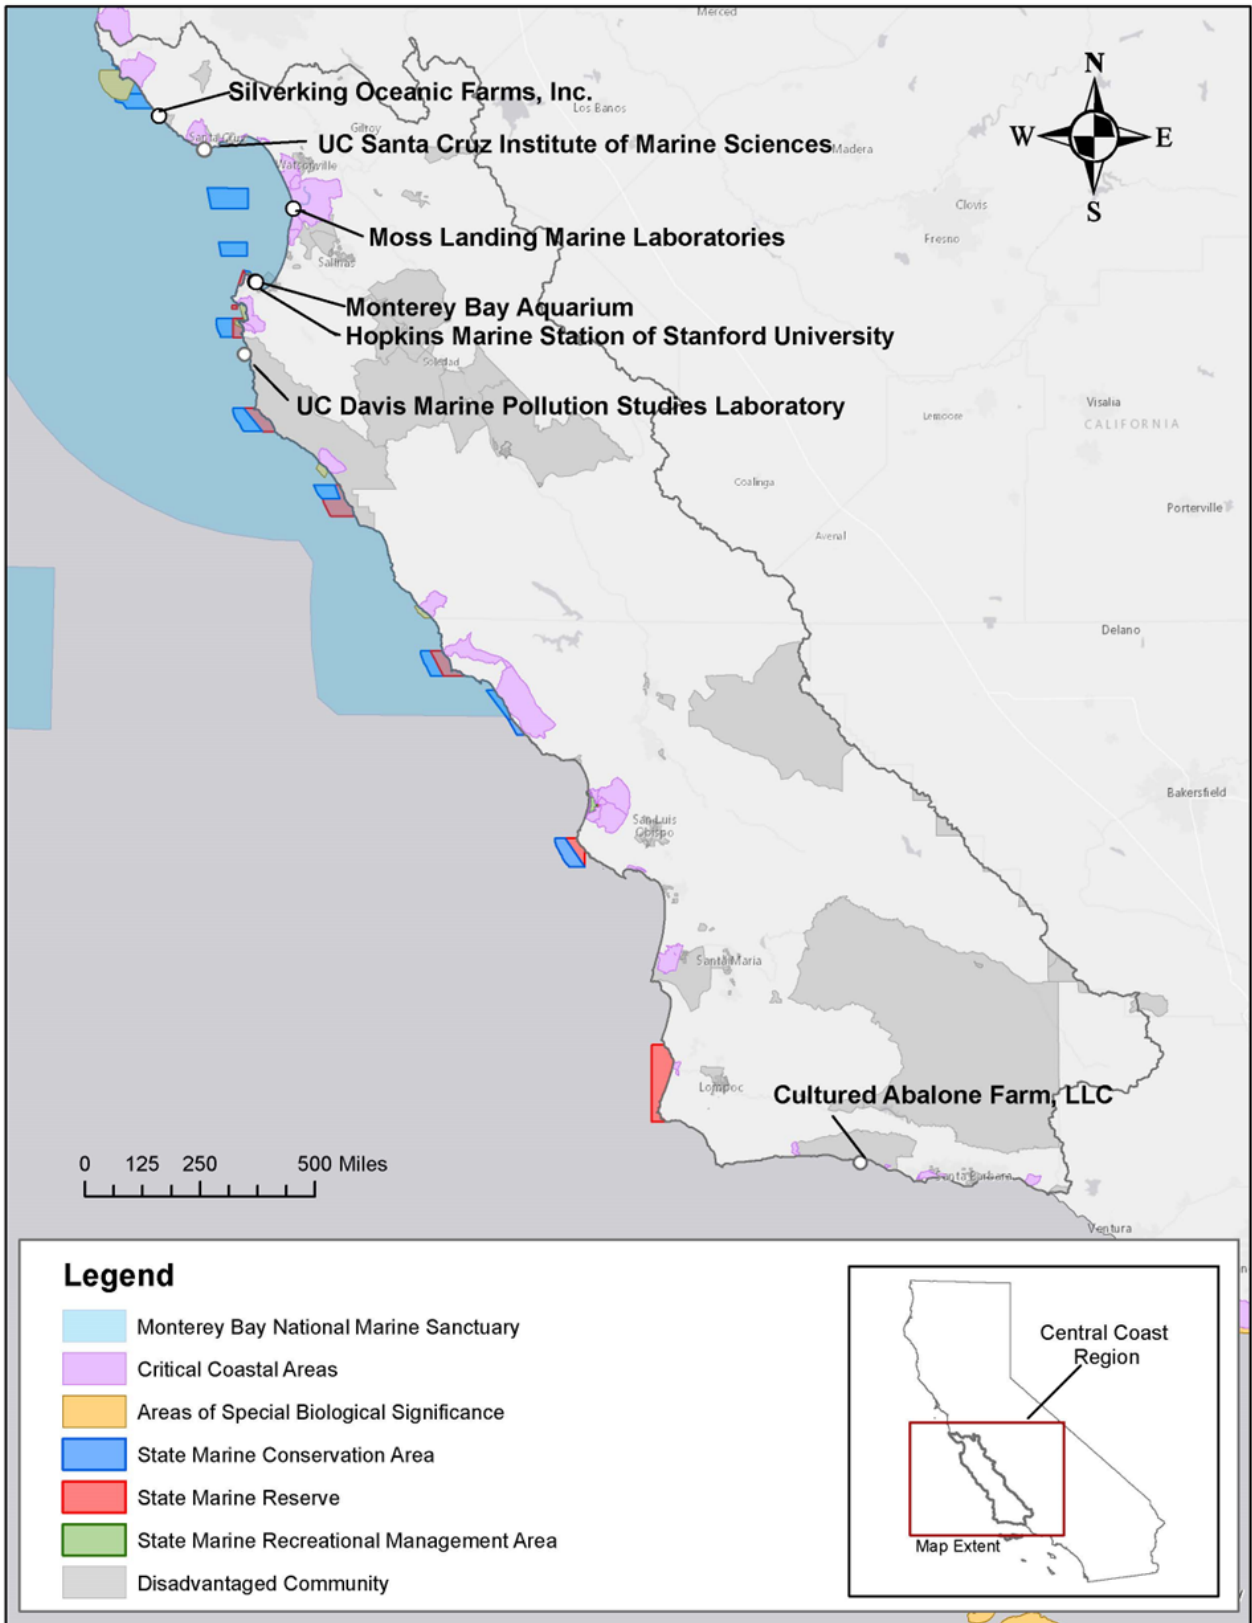 Merced
N
Silverking Oceanic Farms, Inc.
Los Banos
Gilroy
W
E
Santa Cruz
UC Santa Cruz Institute of Marine Sciences
Madera
Watsonville
S
Clovis
Moss Landing Marine Laboratories
Fresno
Salinas
Monterey Bay Aquarium
Hopkins Marine Station of Stanford University
Soledad
UC Davis Marine Pollution Studies Laboratory
Visalia
Lemoore
CALIFORNIA
Coalinga
Porterville
Avenal
Delano
Bakersfield
San Luis
Obispo
Santa Maria
Lompoc
Cultured Abalone Farm, LLC
0 125 250 500 Miles
Santa Barbara
Ventura
Legend
Monterey Bay National Marine Sanctuary
Critical Coastal Areas
Areas of Special Biological Significance
State Marine Conservation Area
State Marine Reserve
State Marine Recreational Management Area
Disadvantaged Community
Central Coast
Region
Map Extent